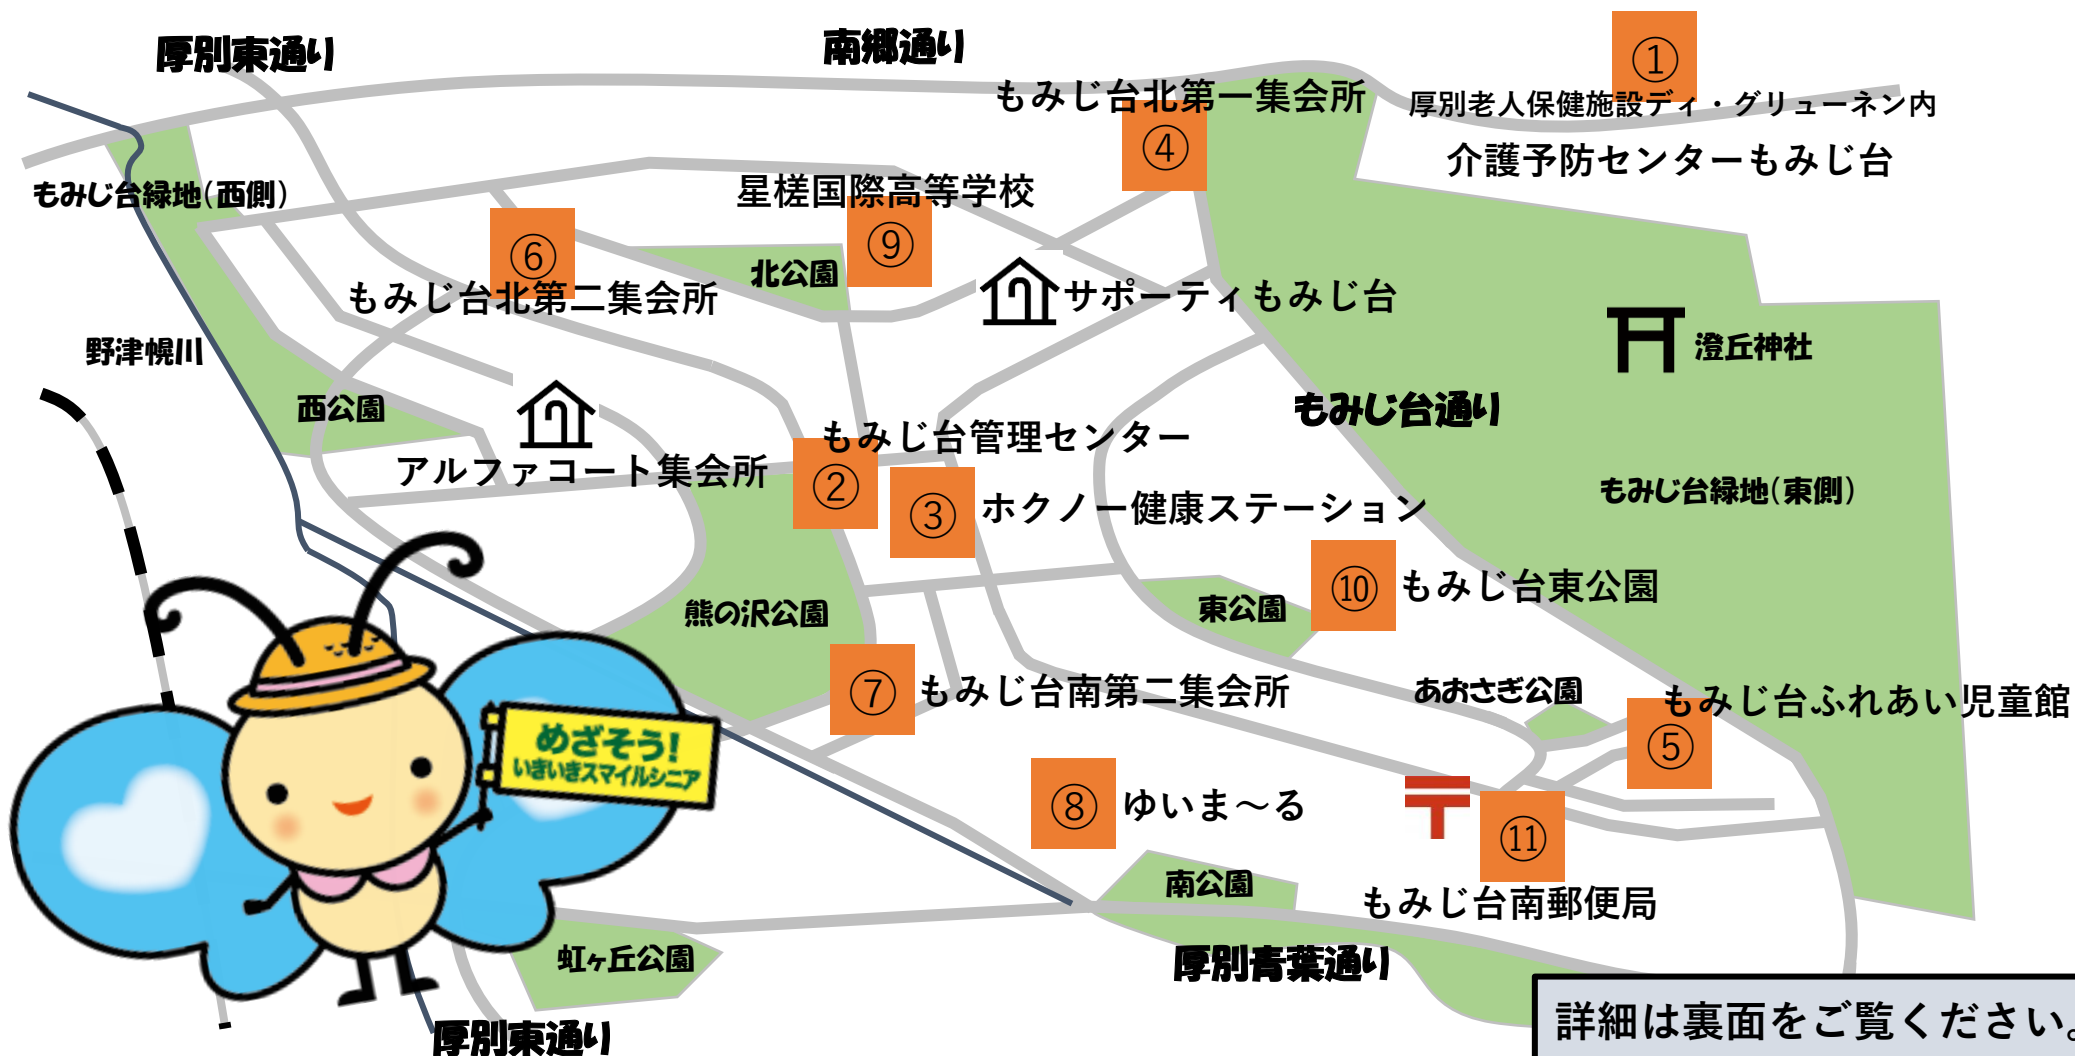 厚別東通り
南郷通り
①
もみじ台北第一集会所
④
厚別老人保健施設ディ・グリューネン内
介護予防センターもみじ台
もみじ台緑地(西側)
星槎国際高等学校
⑨
⑥
もみじ台北第二集会所
北公園
サポーティもみじ台
野津幌川
澄丘神社
西公園
もみじ台通り
アルファコート集会所
もみじ台管理センター
②
③
ホクノー健康ステーション
もみじ台緑地(東側)
熊の沢公園
東公園
⑩
もみじ台東公園
⑦
もみじ台南第二集会所
あおさぎ公園
もみじ台ふれあい児童館
⑤
めざそう!
いきいきスマイルシニア
⑧
ゆいま～る
〒
⑪
もみじ台南郵便局
南公園
虹ヶ丘公園
厚別青葉通り
厚別東通り
詳細は裏面をご覧ください。